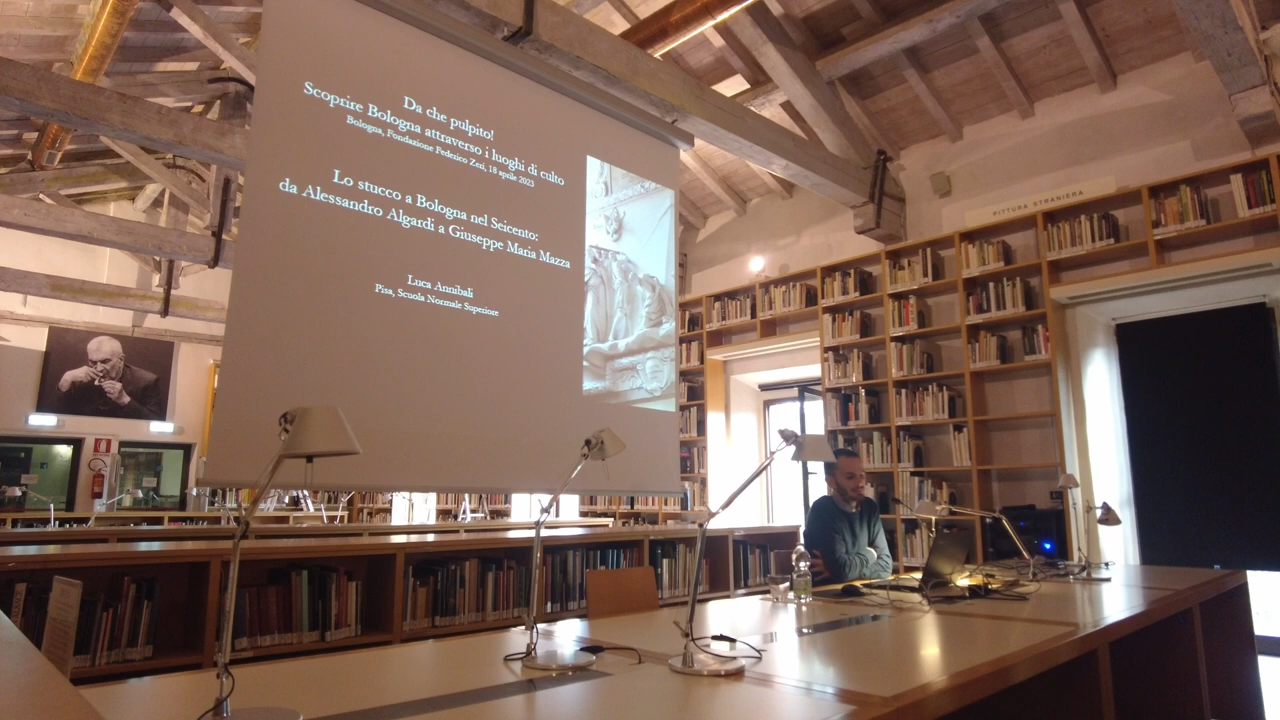 Da che pulpito!
Scoprire Bologna attraverso i luoghi di culto
Bologna, Fondazione Federico Zeri, 18 aprile 2023
Lo stucco a Bologna nel Seicento:
da Alessandro Algardi a Giuseppe Maria Mazza
Luca Annibali
Pisa, Scuola Normale Superiore
PITTURA STRANIERA